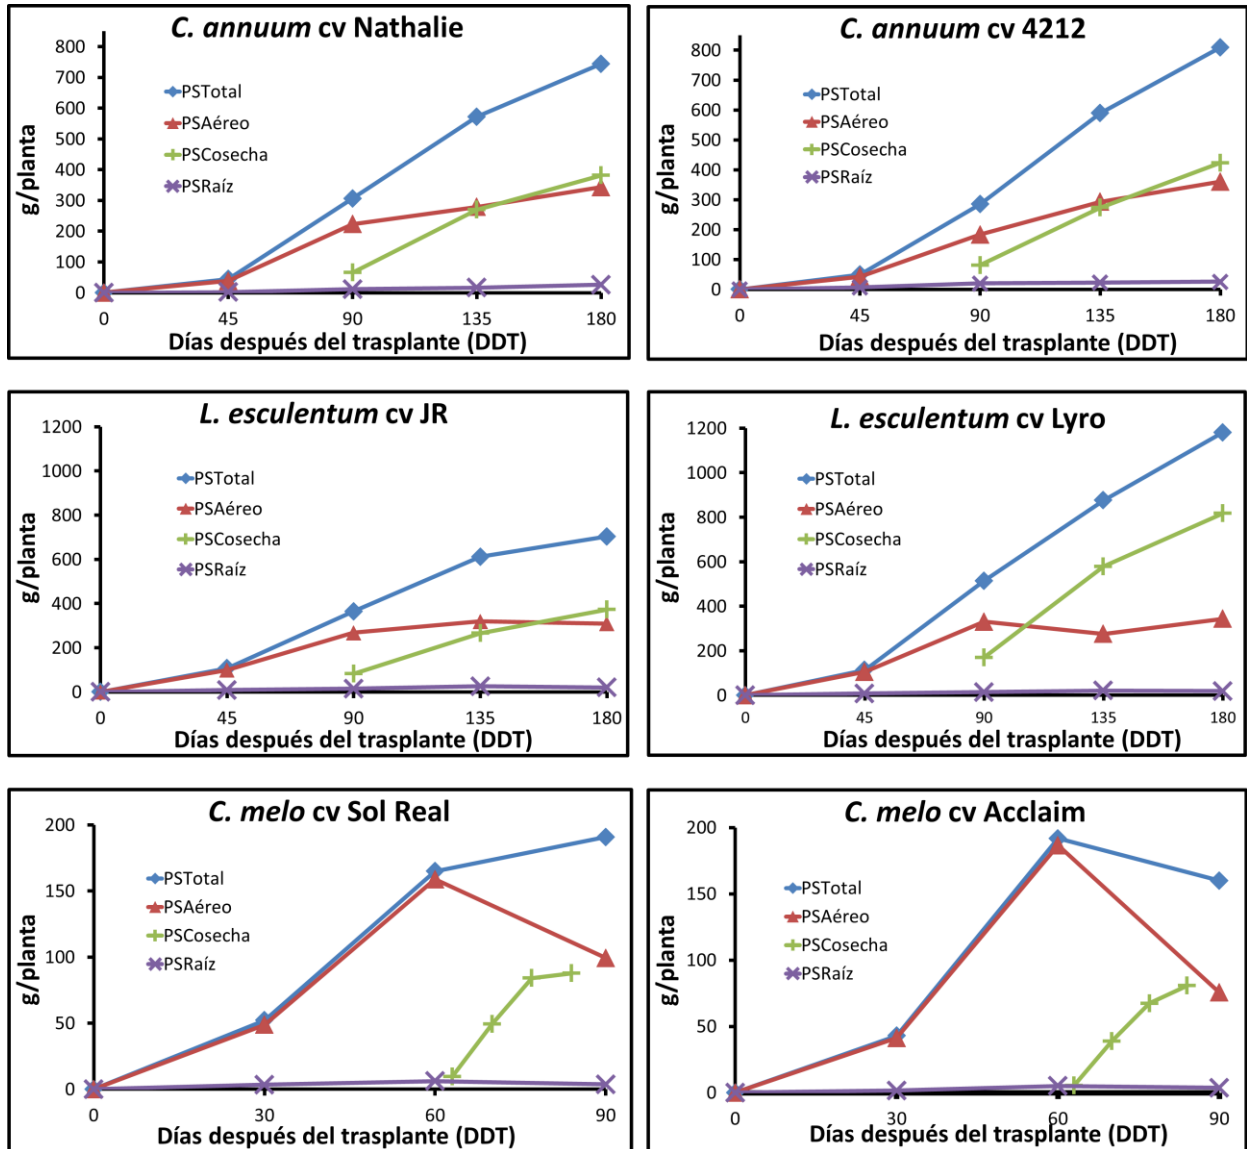 C. annuum cv Nathalie
800
700
600
500
400
300
200
100
0
g/planta
PSTotal
PSAéreo
PSCosecha
PSRaíz
0 45 90 135 180
Días después del trasplante (DDT)
C. annuum cv 4212
800
700
600
500
400
300
200
100
0
g/planta
PSTotal
PSAéreo
PSCosecha
PSRaíz
0 45 90 135 180
Días después del trasplante (DDT)
L. esculentum cv JR
1200
1000
800
600
400
200
0
g/planta
PSTotal
PSAéreo
PSCosecha
PSRaíz
0 45 90 135 180
Días después del trasplante (DDT)
L. esculentum cv Lyro
1200
1000
800
600
400
200
0
g/planta
PSTotal
PSAéreo
PSCosecha
PSRaíz
0 45 90 135 180
Días después del trasplante (DDT)
C. melo cv Sol Real
200
150
100
50
0
g/planta
PSTotal
PSAéreo
PSCosecha
PSRaíz
0 30 60 90
Días después del trasplante (DDT)
C. melo cv Acclaim
200
150
100
50
0
g/planta
PSTotal
PSAéreo
PSCosecha
PSRaíz
0 30 60 90
Días después del trasplante (DDT)